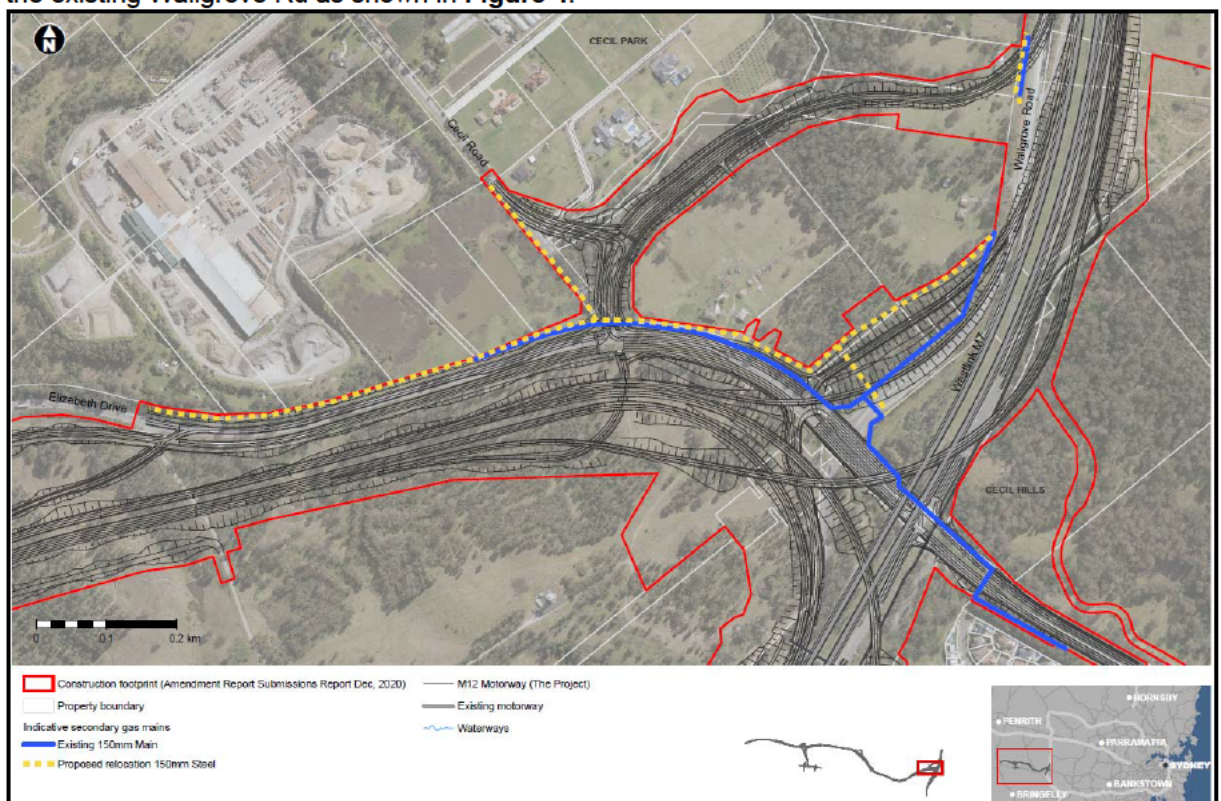 the existing Wallgrove Rd as shown in Figure 4.
N
CECIL PARK
Cecil Road
Wallgrove Road
Westlink M7
Elizabeth Drive
CECIL HILLS
0 0.1 0.2 km
Construction footprint (Amendment Report Submissions Report Dec, 2020)
Property boundary
Indicative secondary gas mains
Existing 150mm Main
Proposed relocation 150mm Steel
M12 Motorway (The Project)
Existing motorway
Waterways
HORNSBY
PENRITH
PARRAMATTA
SYDNEY
BANKSTOWN
BRINGELLY